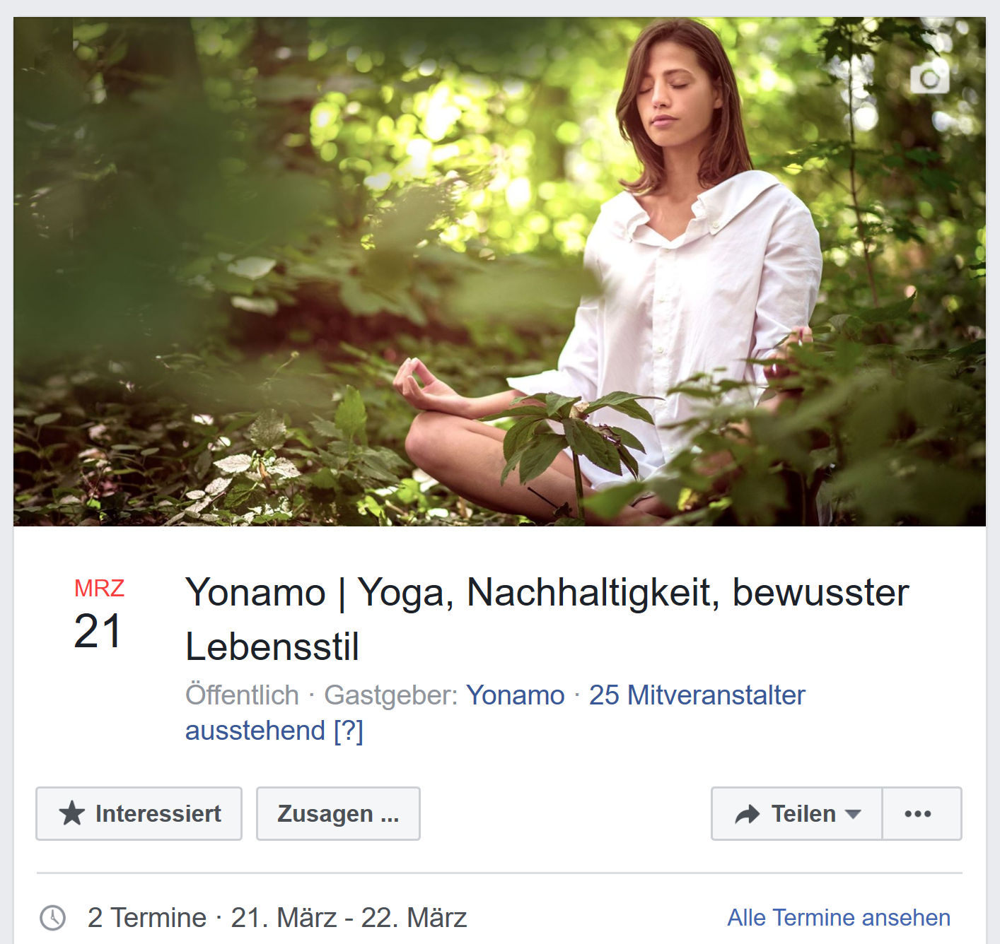 MRZ
21
Yonamo | Yoga, Nachhaltigkeit, bewusster
Lebensstil
Öffentlich · Gastgeber: Yonamo · 25 Mitveranstalter
ausstehend [?]
Interessiert
Zusagen ...
Teilen
2 Termine · 21. März - 22. März
Alle Termine ansehen